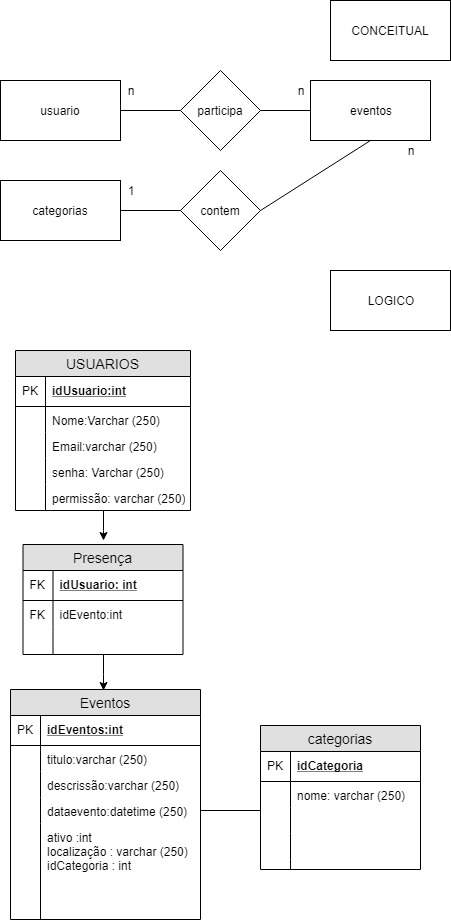 CONCEITUAL
n
n
usuario
participa
eventos
n
1
categorias
contem
LOGICO
USUARIOS
PK idUsuario:int
Nome:Varchar (250)
Email:varchar (250)
senha: Varchar (250)
permissão: varchar (250)
Presença
FK idUsuario: int
FK idEvento:int
Eventos
PK idEventos:int
titulo:varchar (250)
descrissão:varchar (250)
dataevento:datetime (250)
ativo :int
localização : varchar (250)
idCategoria : int
categorias
PK idCategoria
nome: varchar (250)